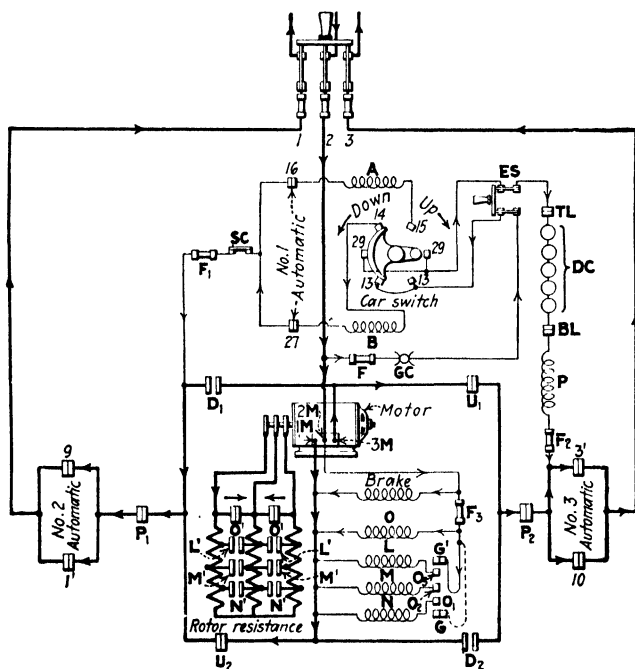 1 2 3
16
A
ES
Down
Up
14
15
TL
SC
F₁
No.1 Automatic
29
29
DC
13
13
Car switch
27
B
BL
F
GC
P
D₁
U₁
2M
1M
Motor
3M
F₂
9
3'
No. 2 Automatic
No. 3 Automatic
Brake
F₃
O' O'
O
P₁
P₂
L' L'
L
G'
M' M'
M
O₂
N' N'
N
O₁
1'
10
G
Rotor resistance
U₂
D₂